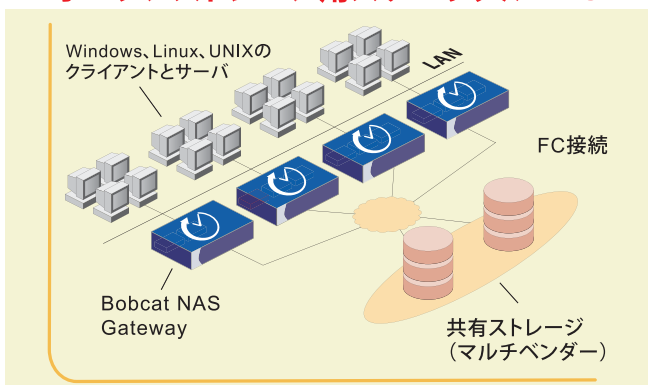 Windows、Linux、UNIXの
クライアントとサーバ
LAN
FC接続
Bobcat NAS
Gateway
共有ストレージ
（マルチベンダー）